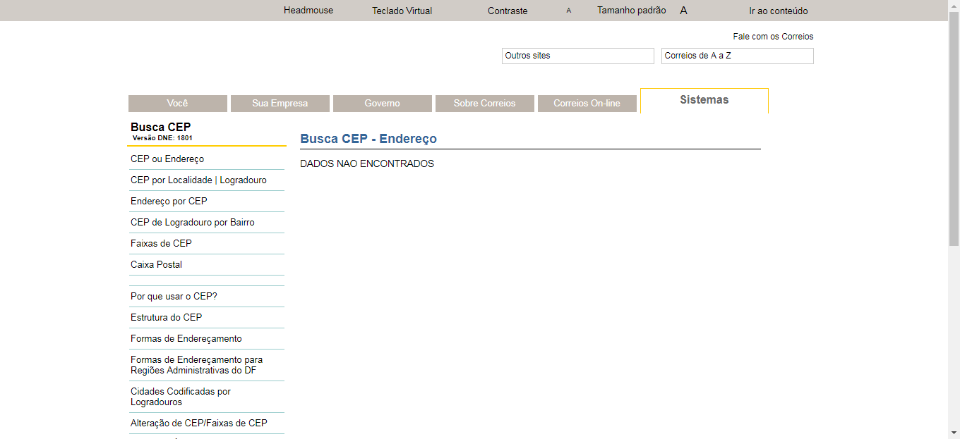 Headmouse Teclado Virtual Contraste A Tamanho padrão A Ir ao conteúdo
Fale com os Correios
Outros sites Correios de A a Z
Você Sua Empresa Governo Sobre Correios Correios On-line Sistemas
Busca CEP
Versão DNE: 1801
Busca CEP - Endereço
DADOS NAO ENCONTRADOS
CEP ou Endereço
CEP por Localidade | Logradouro
Endereço por CEP
CEP de Logradouro por Bairro
Faixas de CEP
Caixa Postal
Por que usar o CEP?
Estrutura do CEP
Formas de Endereçamento
Formas de Endereçamento para
Regiões Administrativas do DF
Cidades Codificadas por
Logradouros
Alteração de CEP/Faixas de CEP